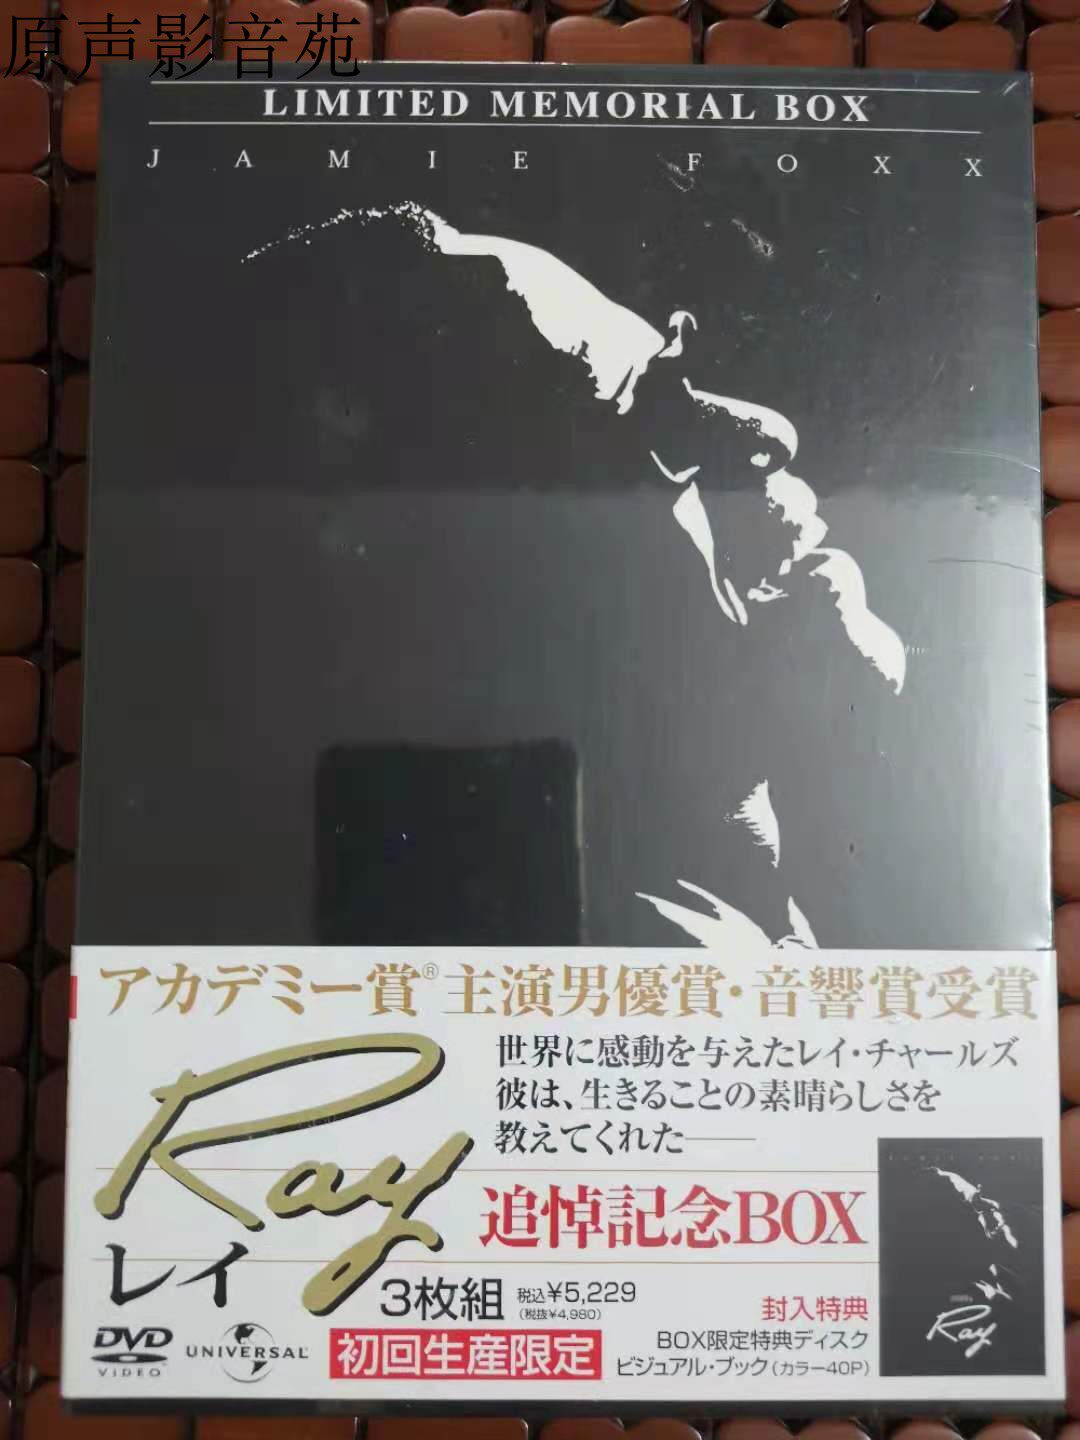 原声影音苑
LIMITED MEMORIAL BOX
JAMIE FOXX
アカデミー賞®主演男優賞・音響賞受賞
世界に感動を与えたレイ・チャールズ
彼は、生きることの素晴らしさを
教えてくれた──
Ray
レイ
追悼記念BOX
3枚組 税込¥5,229
(税抜¥4,980)
初回生産限定
封入特典
BOX限定特典ディスク
ビジュアル・ブック(カラー40P)
DVD
VIDEO
UNIVERSAL
JAMIE FOXX
Ray